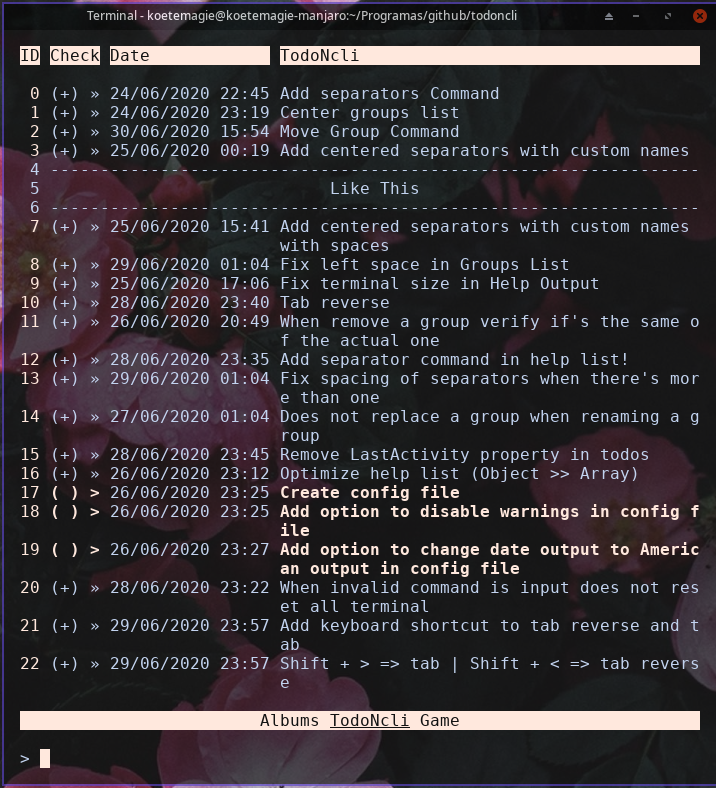 Terminal - koetemagie@koetemagie-manjaro:~/Programas/github/todoncli
ID Check Date TodoNcli
0 (+) » 24/06/2020 22:45 Add separators Command
1 (+) » 24/06/2020 23:19 Center groups list
2 (+) » 30/06/2020 15:54 Move Group Command
3 (+) » 25/06/2020 00:19 Add centered separators with custom names
4 -----------------------------------------------------------------
5 Like This
6 -----------------------------------------------------------------
7 (+) » 25/06/2020 15:41 Add centered separators with custom names
with spaces
8 (+) » 29/06/2020 01:04 Fix left space in Groups List
9 (+) » 25/06/2020 17:06 Fix terminal size in Help Output
10 (+) » 28/06/2020 23:40 Tab reverse
11 (+) » 26/06/2020 20:49 When remove a group verify if's the same o
f the actual one
12 (+) » 28/06/2020 23:35 Add separator command in help list!
13 (+) » 29/06/2020 01:04 Fix spacing of separators when there's mor
e than one
14 (+) » 27/06/2020 01:04 Does not replace a group when renaming a g
roup
15 (+) » 28/06/2020 23:45 Remove LastActivity property in todos
16 (+) » 26/06/2020 23:12 Optimize help list (Object >> Array)
17 ( ) > 26/06/2020 23:25 Create config file
18 ( ) > 26/06/2020 23:25 Add option to disable warnings in config f
ile
19 ( ) > 26/06/2020 23:27 Add option to change date output to Americ
an output in config file
20 (+) » 28/06/2020 23:22 When invalid command is input does not res
et all terminal
21 (+) » 29/06/2020 23:57 Add keyboard shortcut to tab reverse and t
ab
22 (+) » 29/06/2020 23:57 Shift + > => tab | Shift + < => tab revers
e
Albums TodoNcli Game
>